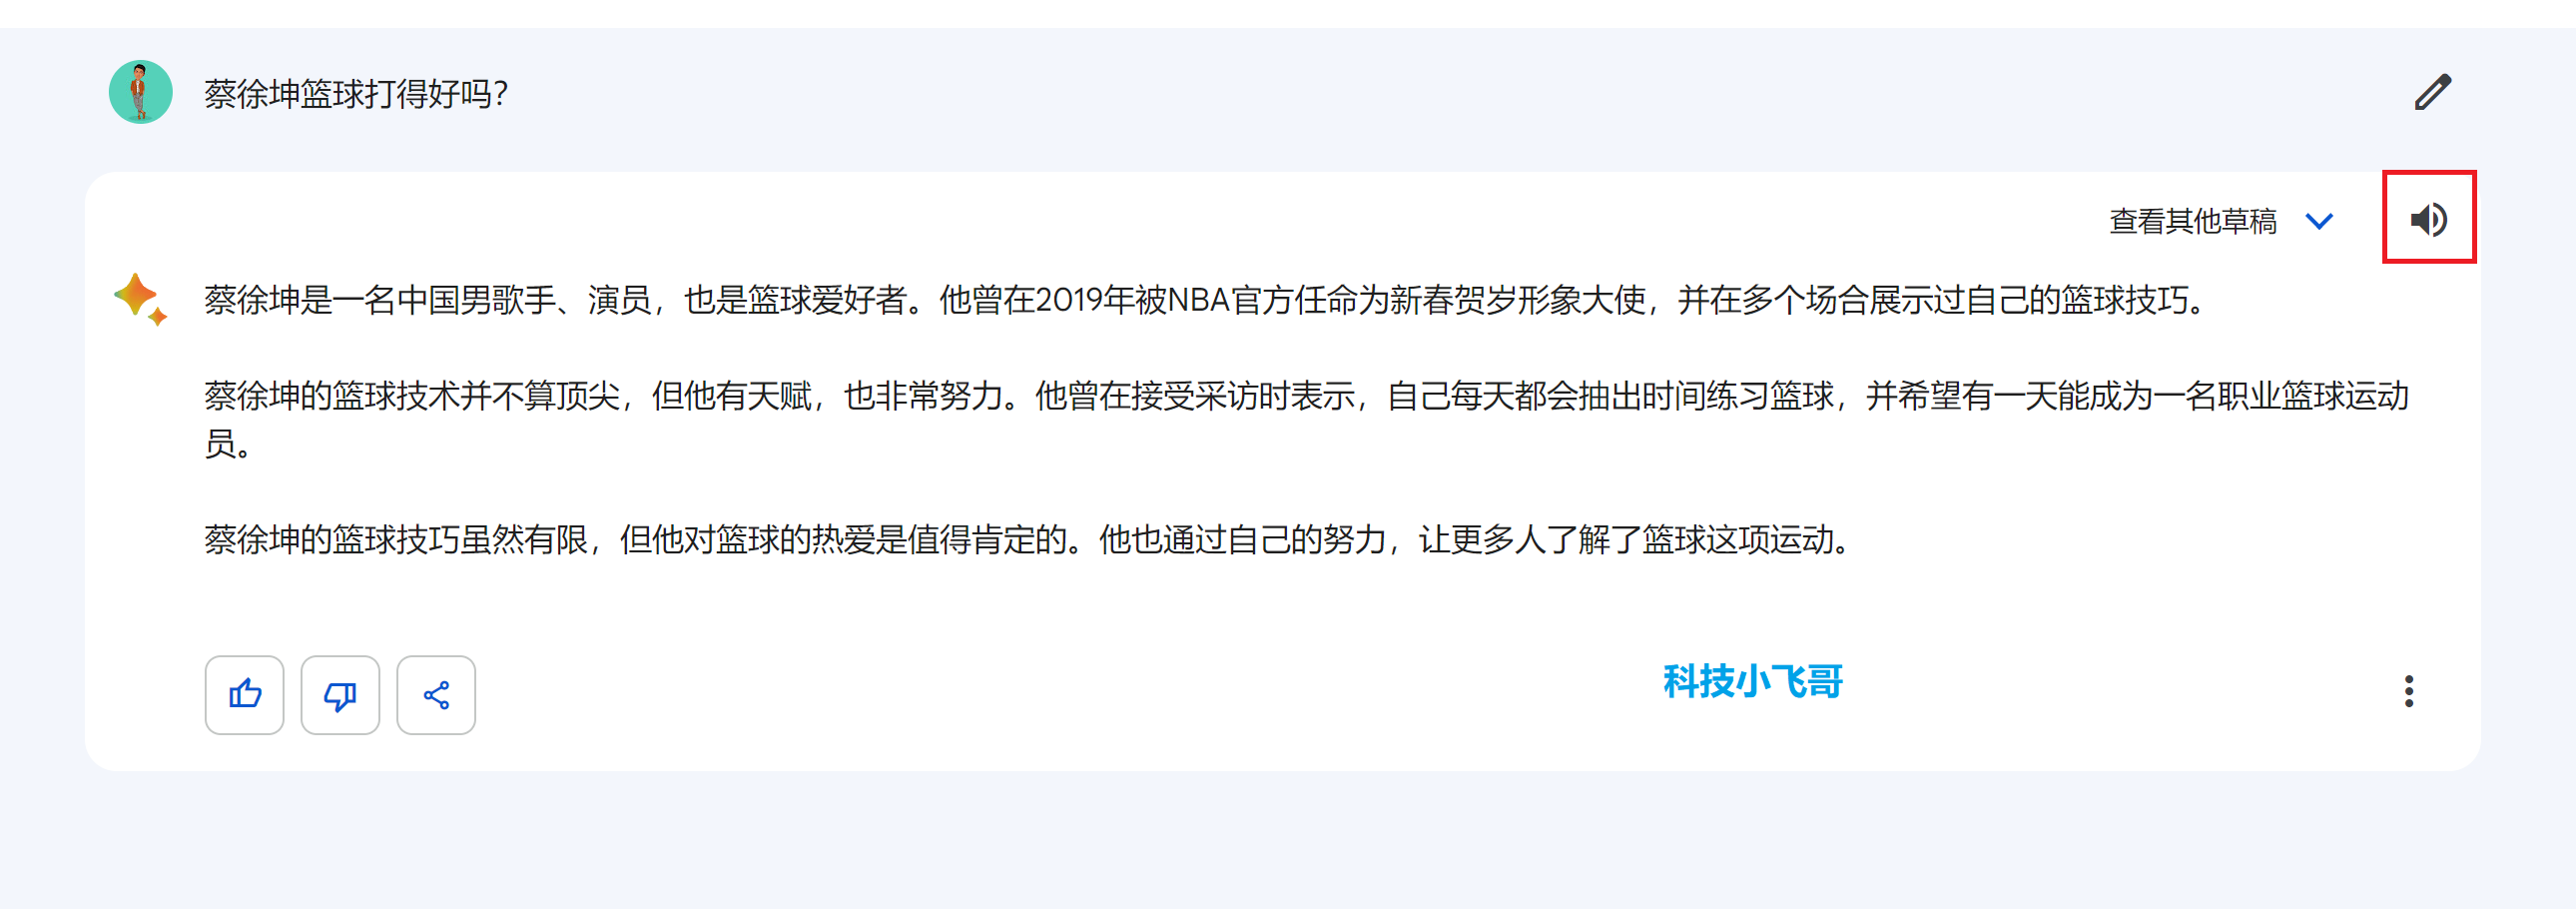 蔡徐坤篮球打得好吗?
查看其他草稿
蔡徐坤是一名中国男歌手、演员，也是篮球爱好者。他曾在2019年被NBA官方任命为新春贺岁形象大使，并在多个场合展示过自己的篮球技巧。
蔡徐坤的篮球技术并不算顶尖，但他有天赋，也非常努力。他曾在接受采访时表示，自己每天都会抽出时间练习篮球，并希望有一天能成为一名职业篮球运动
员。
蔡徐坤的篮球技巧虽然有限，但他对篮球的热爱是值得肯定的。他也通过自己的努力，让更多人了解了篮球这项运动。
科技小飞哥